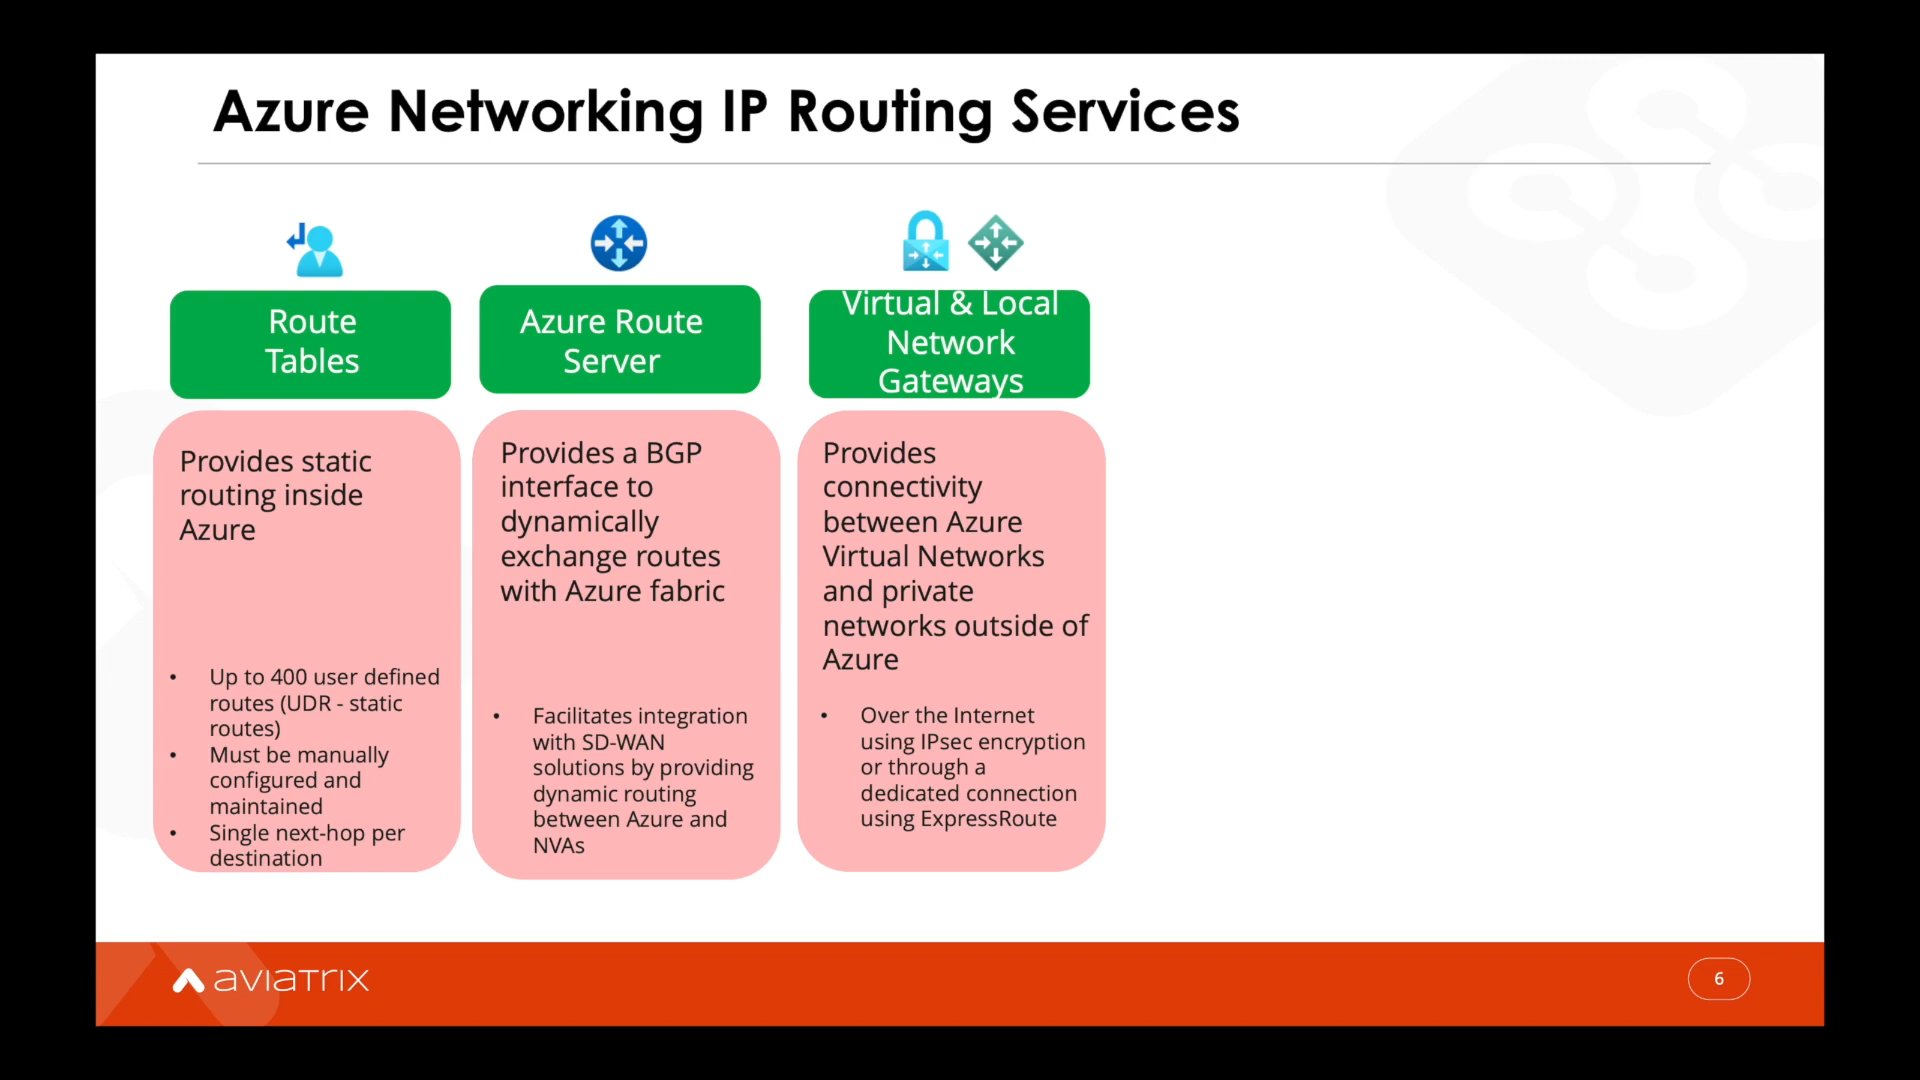 Azure Networking IP Routing Services
Route
Tables
Provides static
routing inside
Azure
• Up to 400 user defined
routes (UDR - static
routes)
• Must be manually
configured and
maintained
• Single next-hop per
destination
Azure Route
Server
Provides a BGP
interface to
dynamically
exchange routes
with Azure fabric
• Facilitates integration
with SD-WAN
solutions by providing
dynamic routing
between Azure and
NVAs
Virtual & Local
Network
Gateways
Provides
connectivity
between Azure
Virtual Networks
and private
networks outside of
Azure
• Over the Internet
using IPsec encryption
or through a
dedicated connection
using ExpressRoute
aviatrix
6